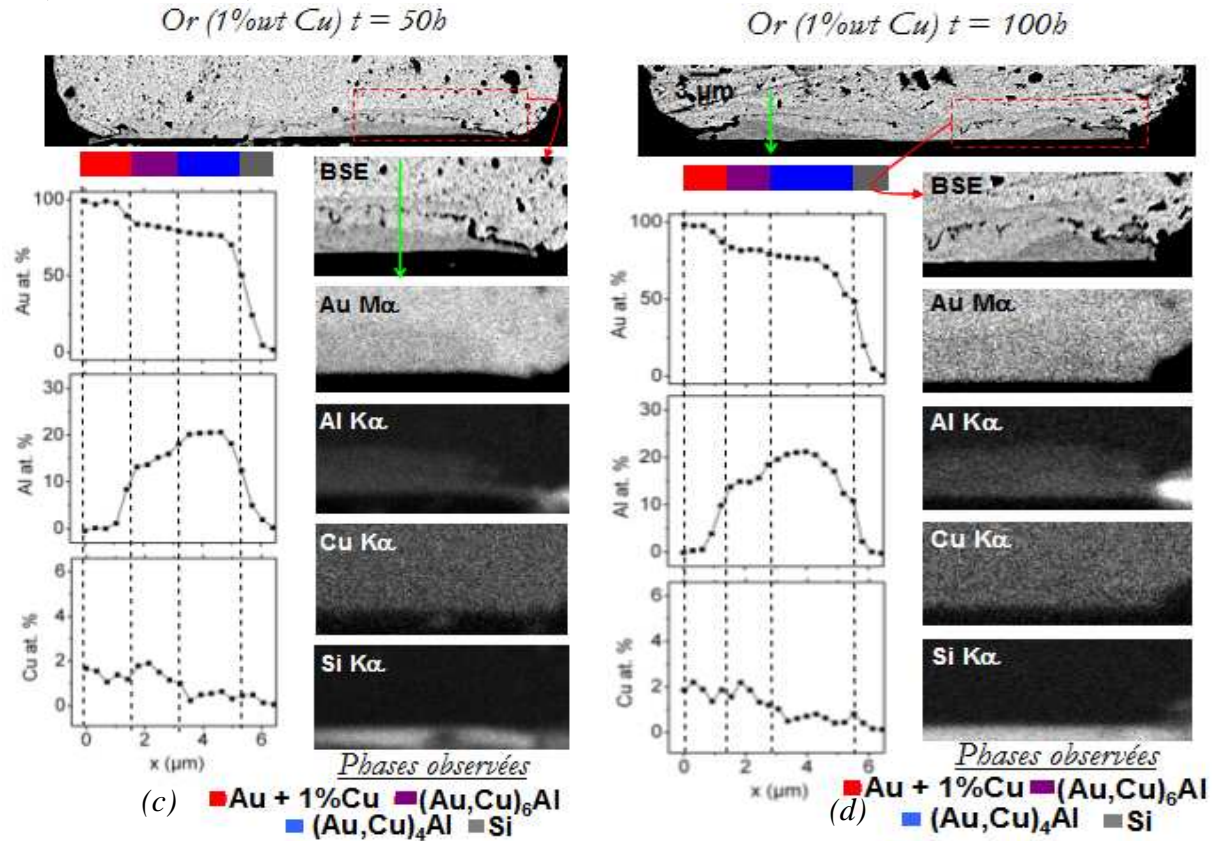 Or (1%wt Cu) t = 50h
BSE
Au Mα
Al Kα
Cu Kα
Si Kα
Au at. %
100
50
0
Al at. %
30
20
10
0
Cu at. %
6
4
2
0
0 2 4 6
x (µm)
Phases observées
(c) Au + 1%Cu (Au,Cu)6Al
(Au,Cu)4Al Si
Or (1%wt Cu) t = 100h
3 µm
BSE
Au Mα
Al Kα
Cu Kα
Si Kα
Au at. %
100
50
0
Al at. %
30
20
10
0
Cu at. %
6
4
2
0
0 2 4 6
x (µm)
Phases observées
(d) Au + 1%Cu (Au,Cu)6Al
(Au,Cu)4Al Si